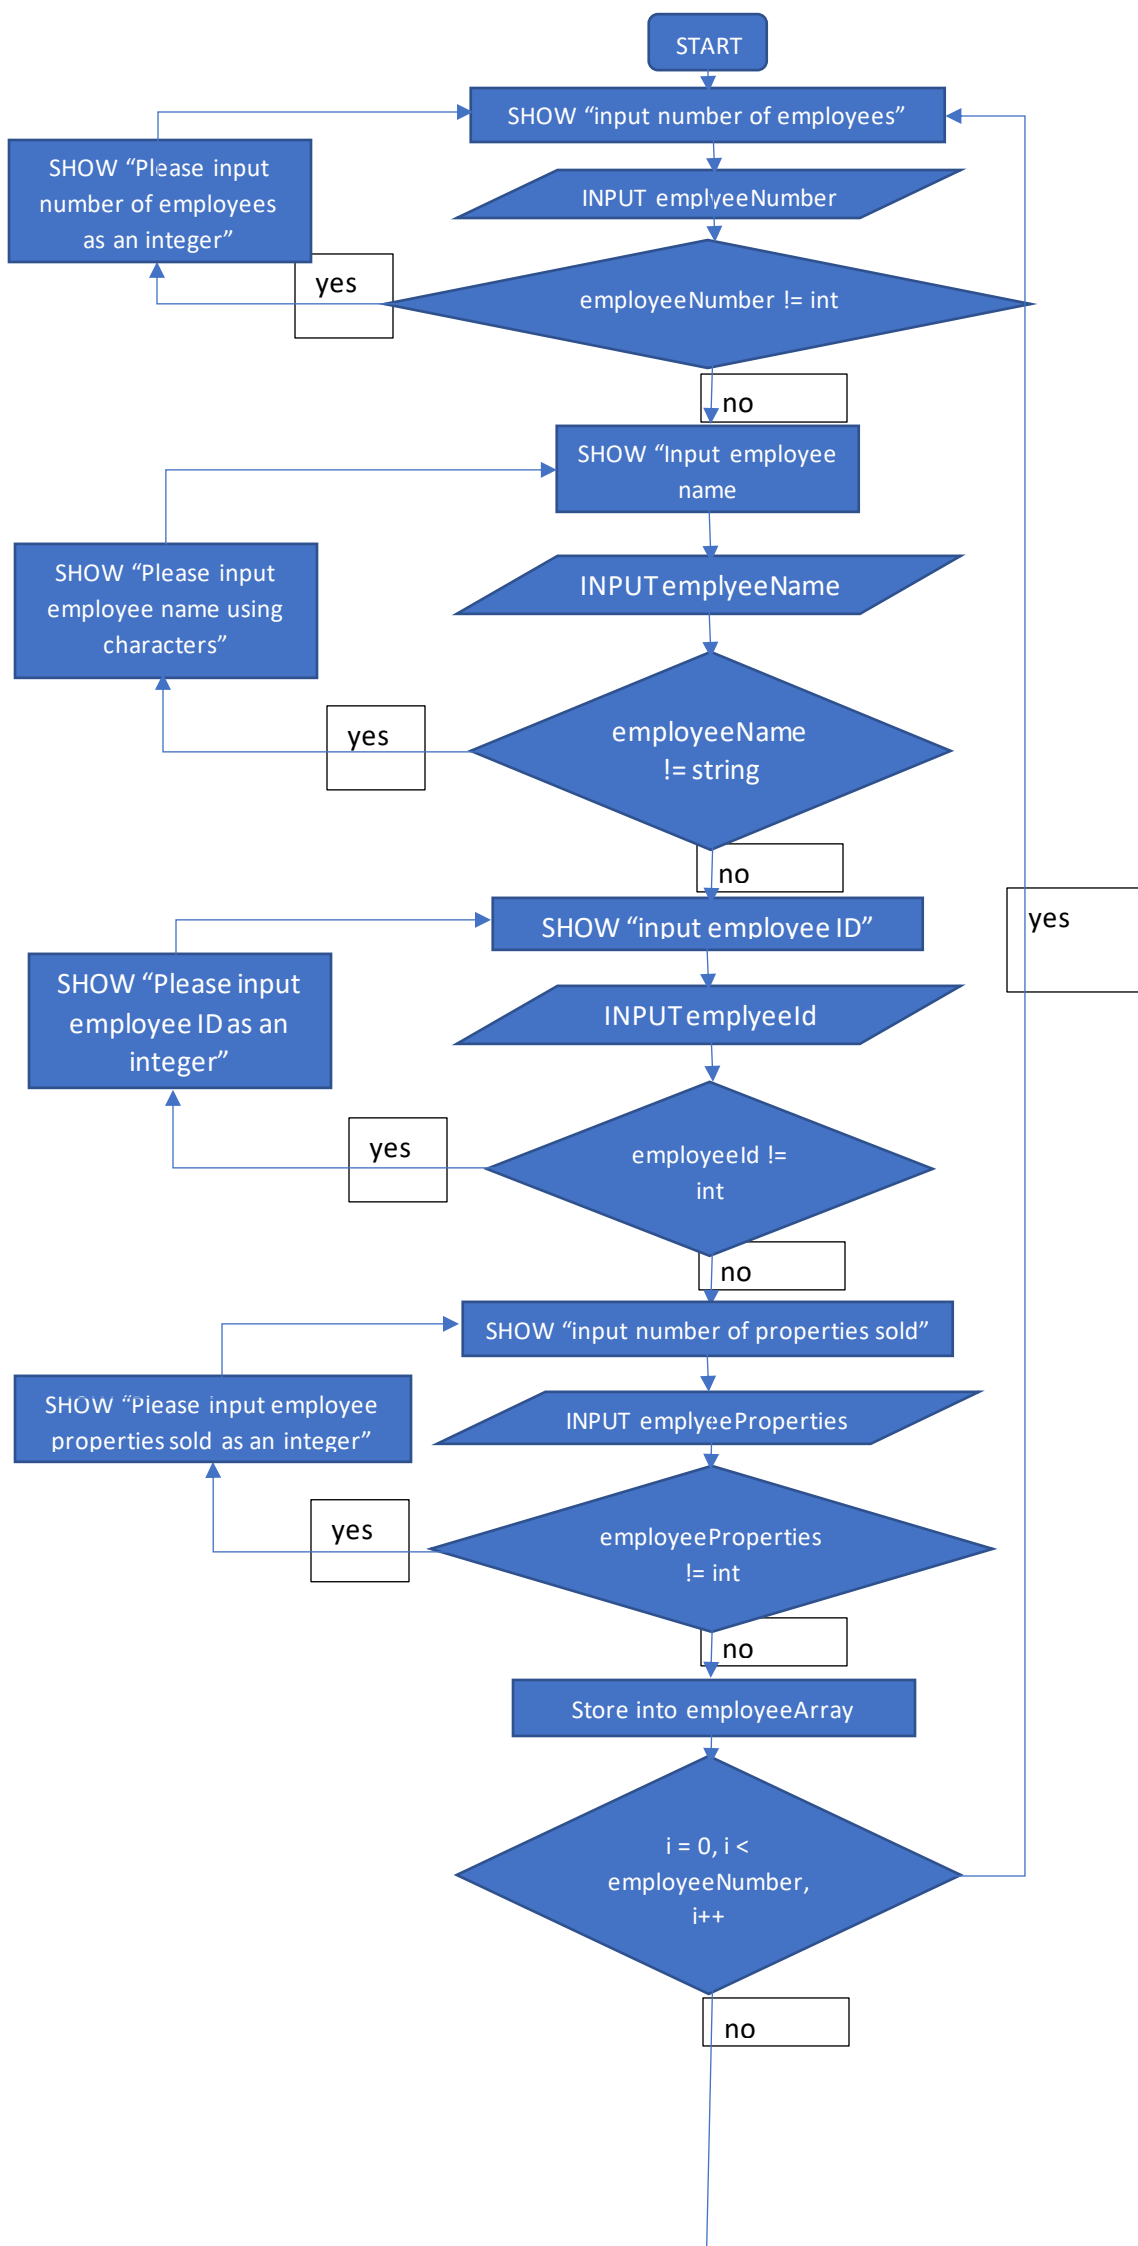 START
SHOW “input number of employees”
SHOW “Please input
number of employees
as an integer”
INPUT emplyeeNumber
yes
employeeNumber != int
no
SHOW “Input employee
name
SHOW “Please input
employee name using
characters”
INPUT emplyeeName
yes
employeeName
!= string
no
SHOW “input employee ID”
yes
SHOW “Please input
employee ID as an
integer”
INPUT emplyeeId
yes
employeeId !=
int
no
SHOW “input number of properties sold”
SHOW “Please input employee
properties sold as an integer”
INPUT emplyeeProperties
yes
employeeProperties
!= int
no
Store into employeeArray
i = 0, i <
employeeNumber,
i++
no